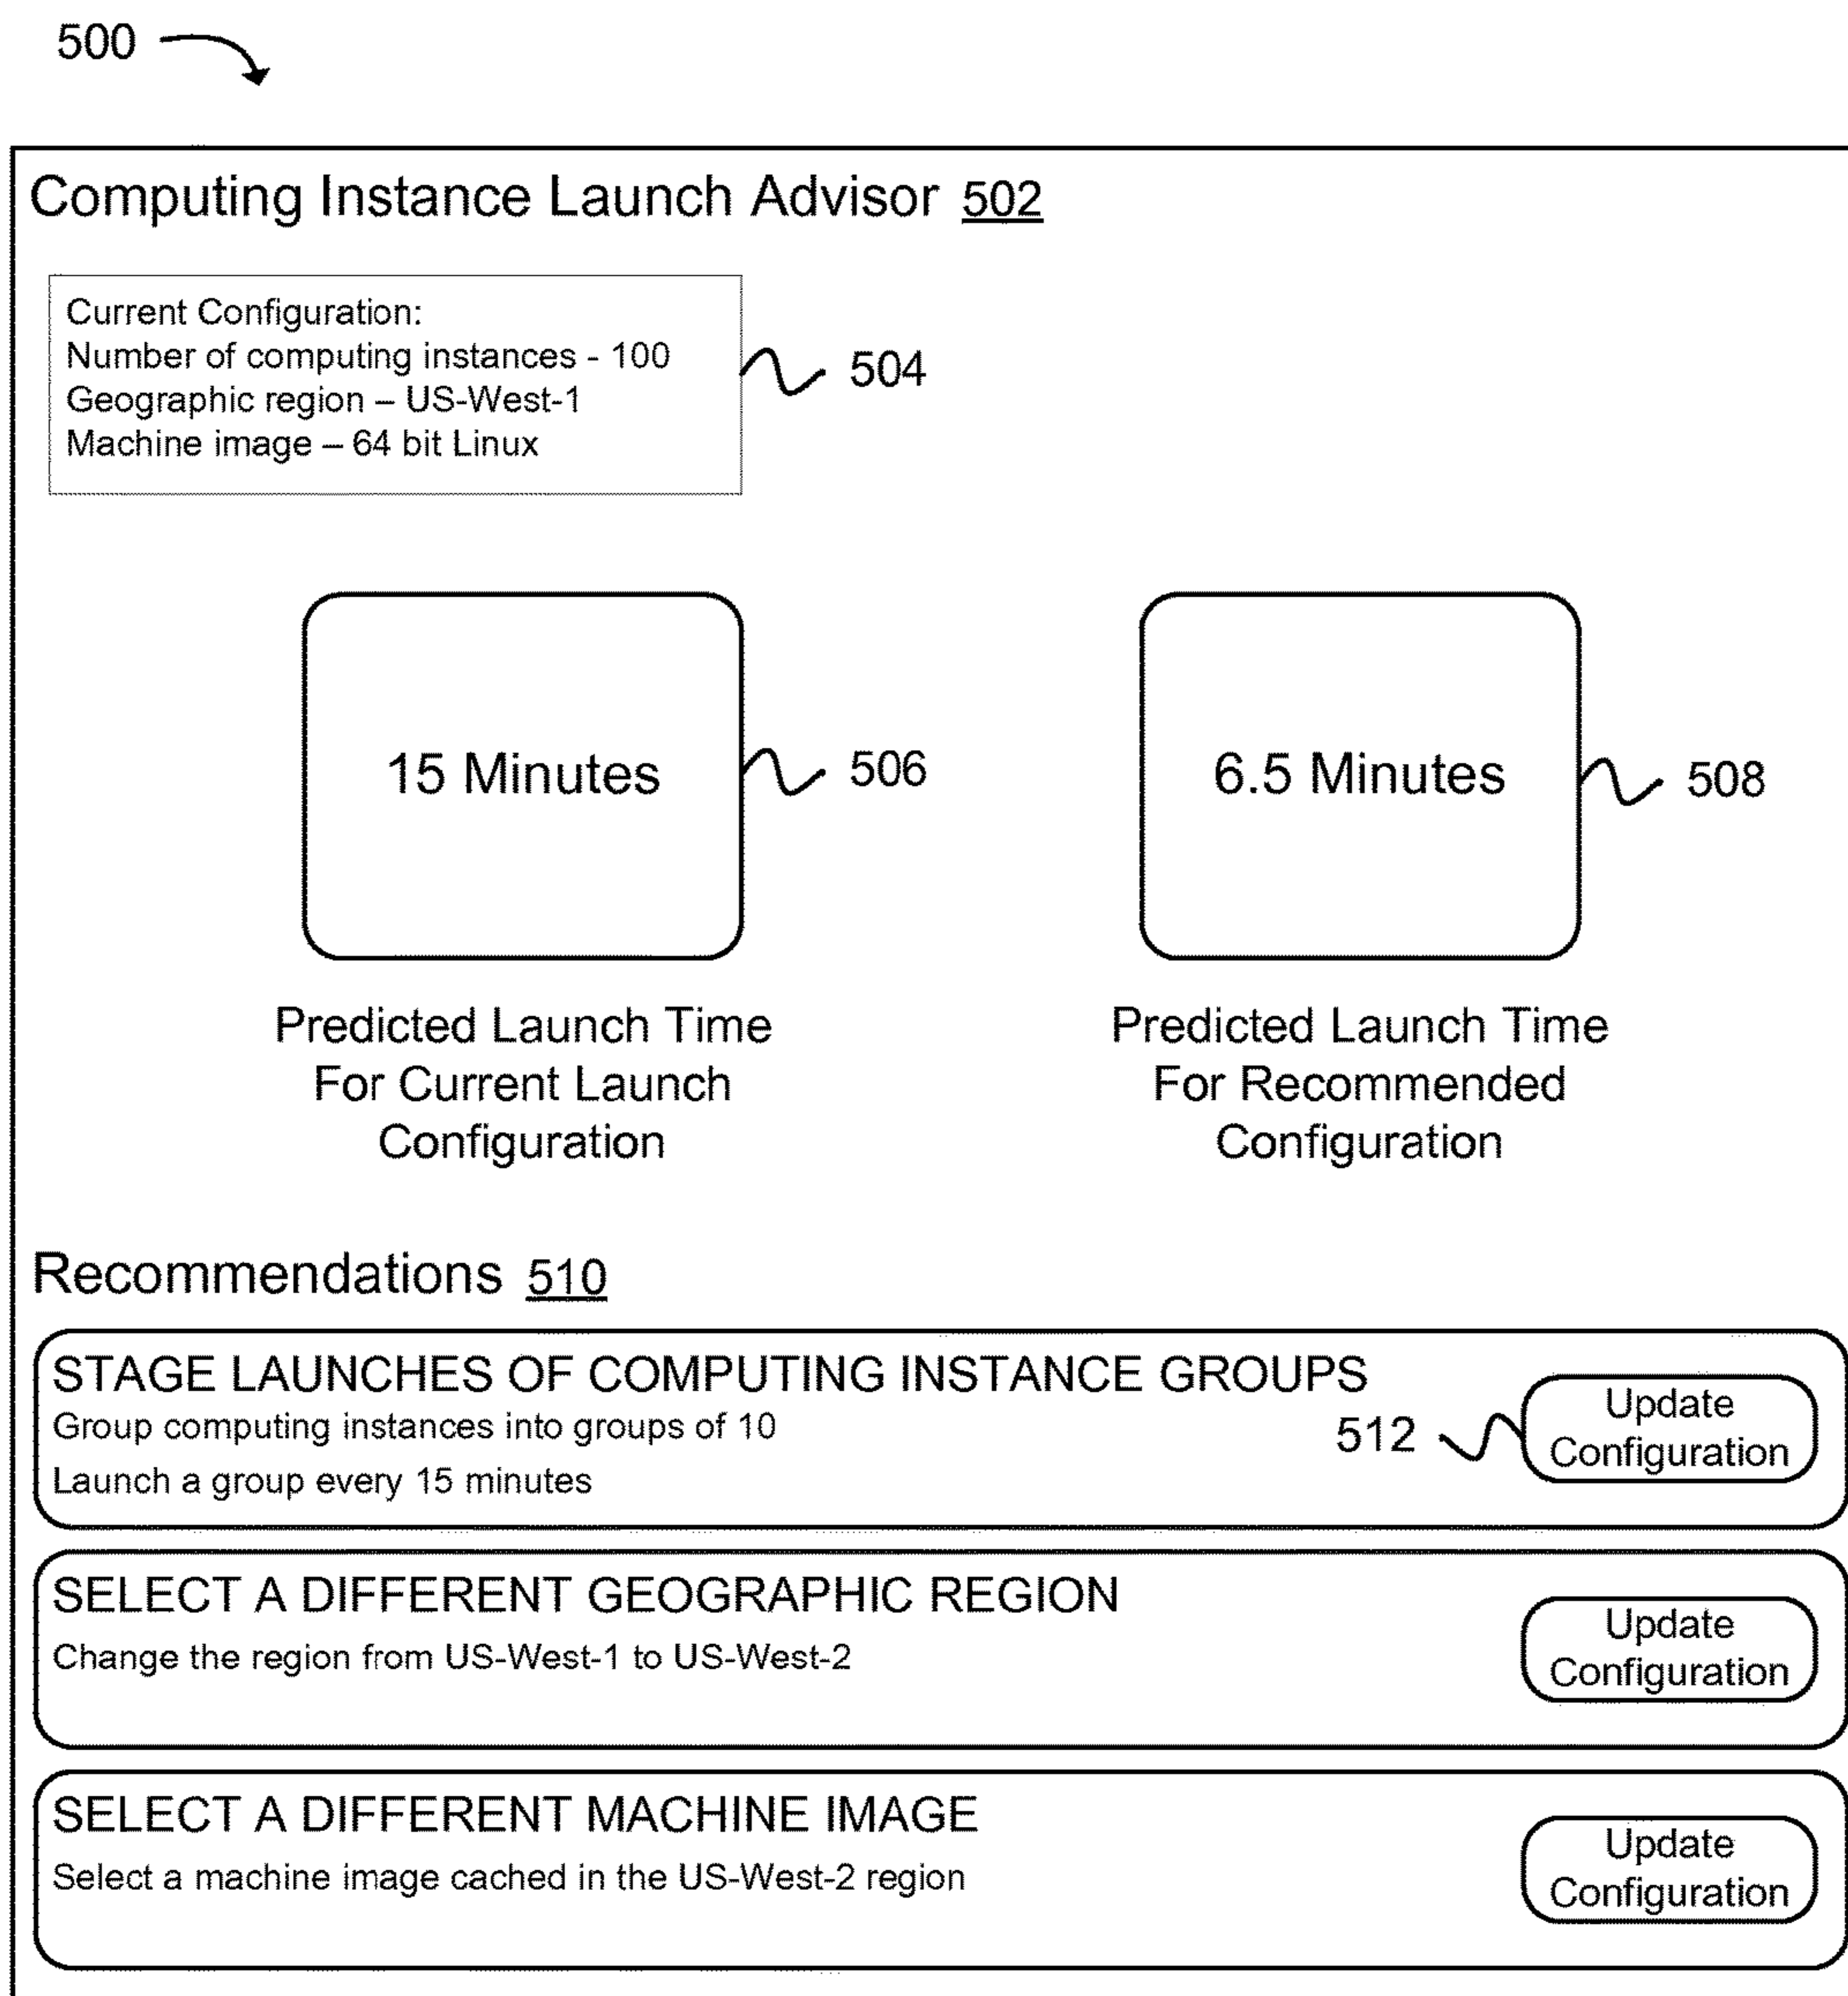 500
Computing Instance Launch Advisor 502
Current Configuration:
Number of computing instances - 100
Geographic region – US-West-1
Machine image – 64 bit Linux
504
15 Minutes
506
6.5 Minutes
508
Predicted Launch Time
For Current Launch
Configuration
Predicted Launch Time
For Recommended
Configuration
Recommendations 510
STAGE LAUNCHES OF COMPUTING INSTANCE GROUPS
Group computing instances into groups of 10
Launch a group every 15 minutes
512
Update
Configuration
SELECT A DIFFERENT GEOGRAPHIC REGION
Change the region from US-West-1 to US-West-2
Update
Configuration
SELECT A DIFFERENT MACHINE IMAGE
Select a machine image cached in the US-West-2 region
Update
Configuration